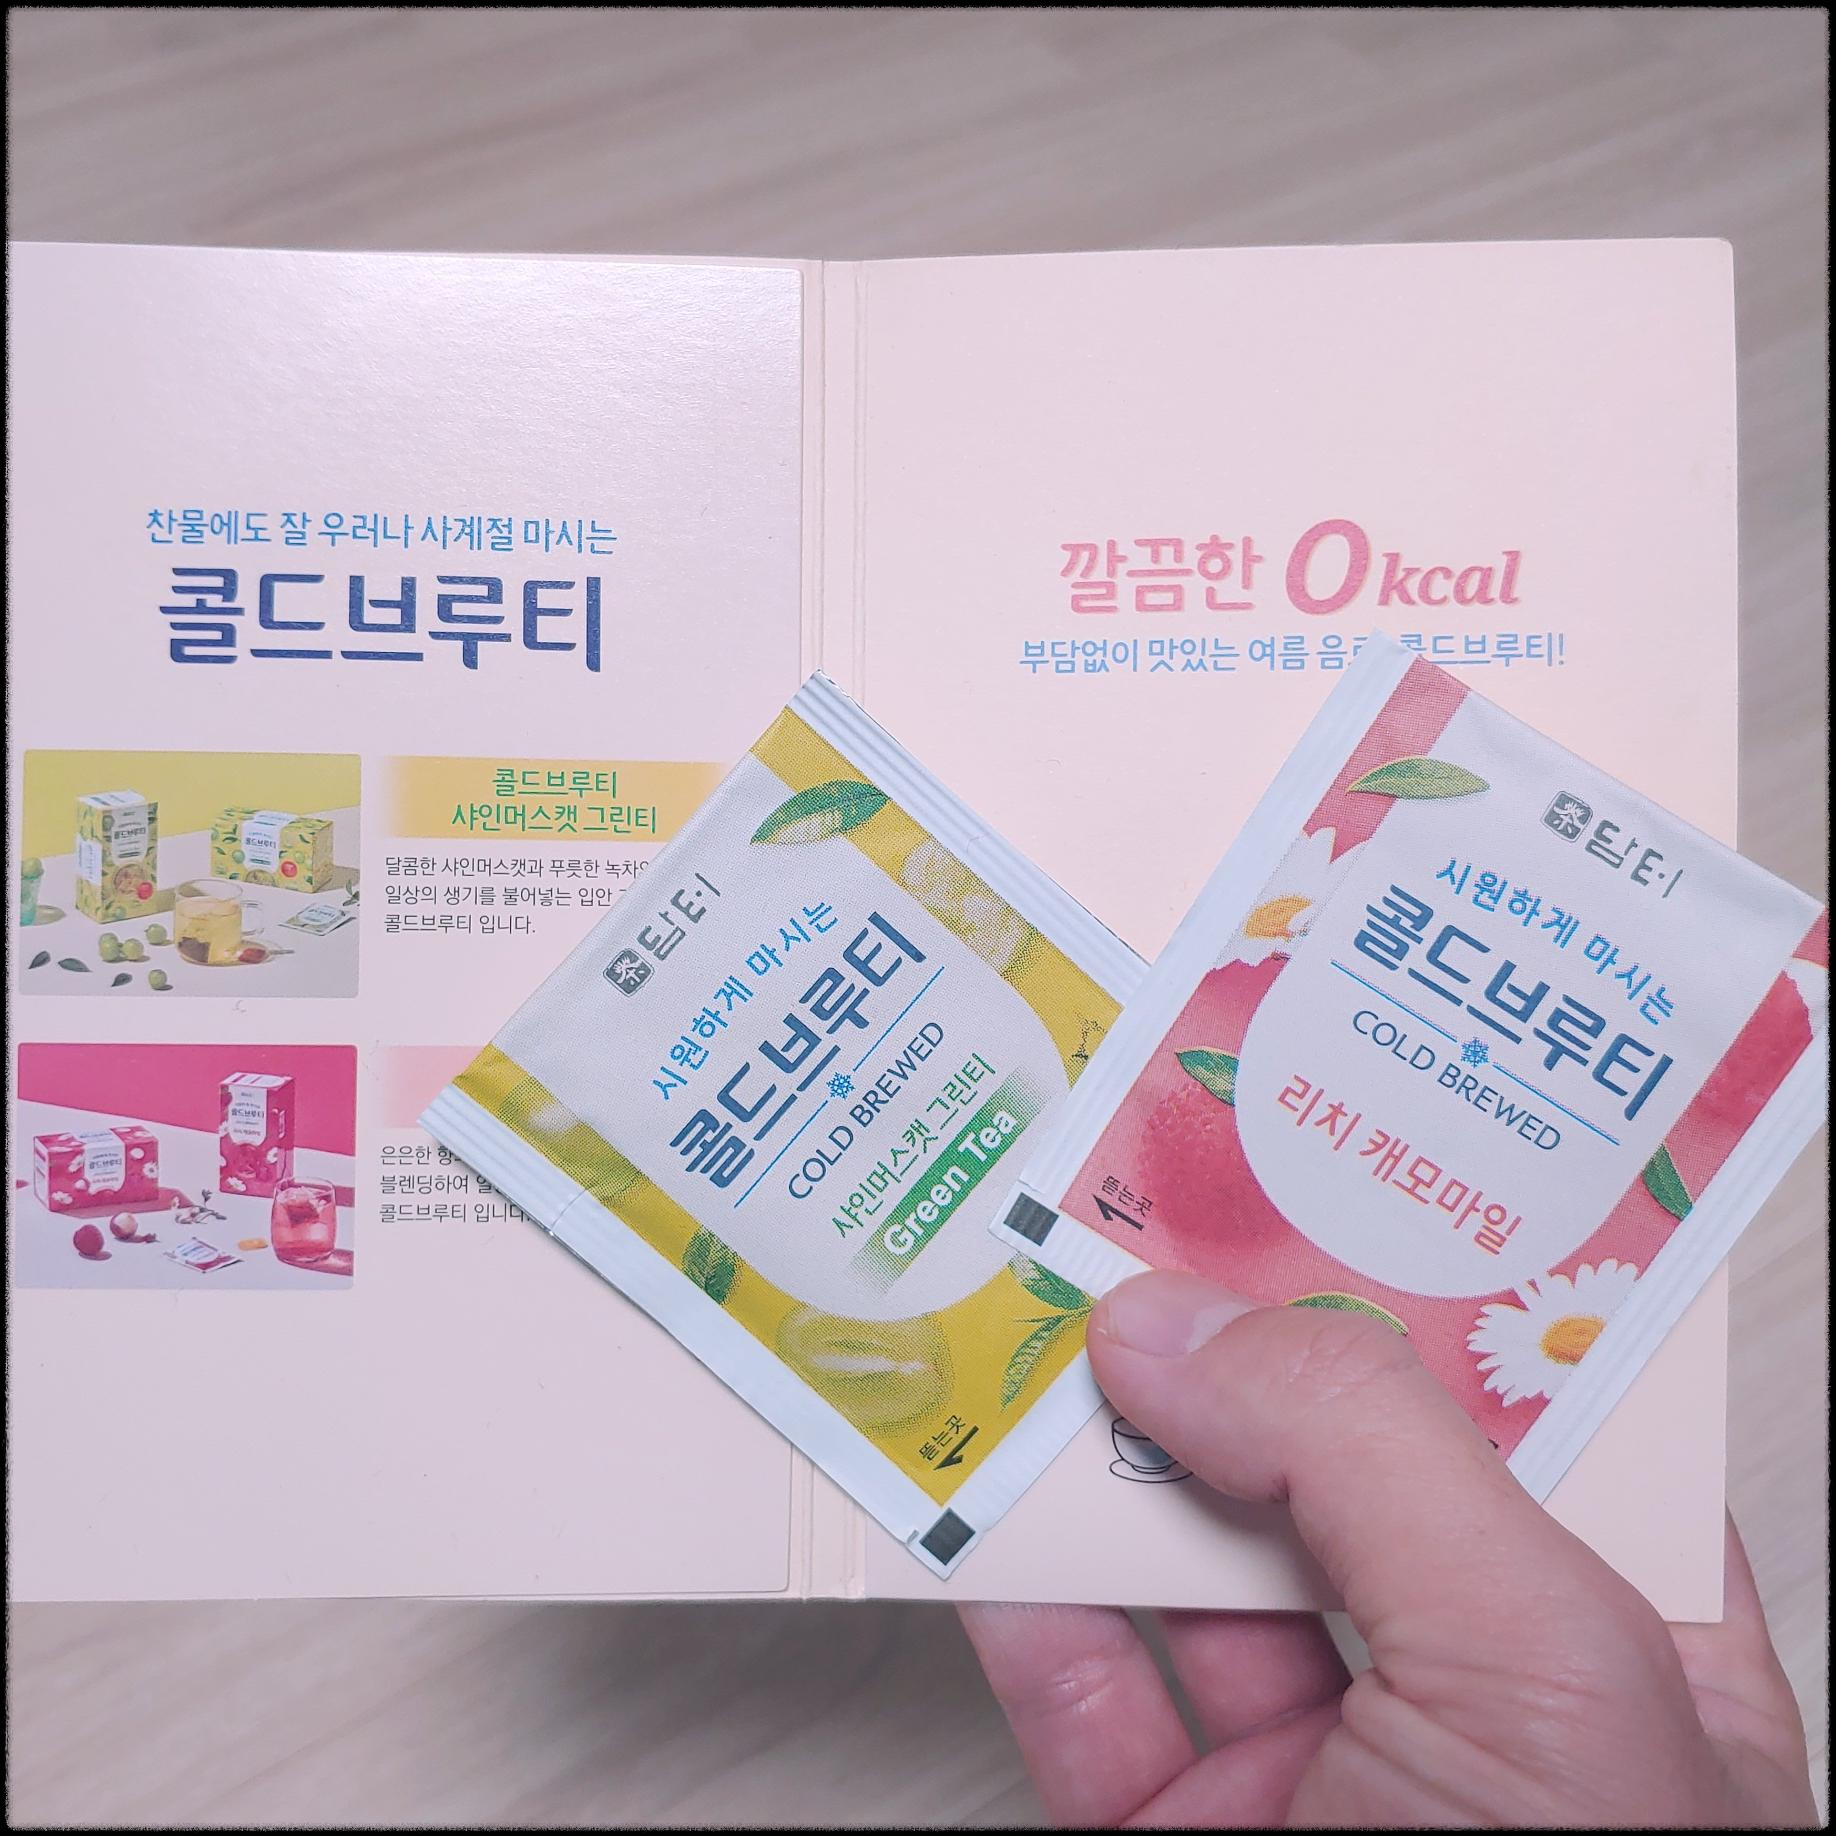 찬물에도 잘 우러나 사계절 마시는
콜드브루티
콜드브루티
샤인머스캣 그린티
달콤한 샤인머스캣과 푸릇한
일상의 생기를 불어넣는 입안
콜드브루티 입니다.
은은한
블렌딩하여
콜드브루티 입니다.
깔끔한 0 kcal
부담없이 맛있는 여름 콜드브루티!
담터
시원하게 마시는
콜드브루티
COLD BREWED
샤인머스캣 그린티
Green Tea
뜯는곳
담터
시원하게 마시는
콜드브루티
COLD BREWED
리치 캐모마일
뜯는곳